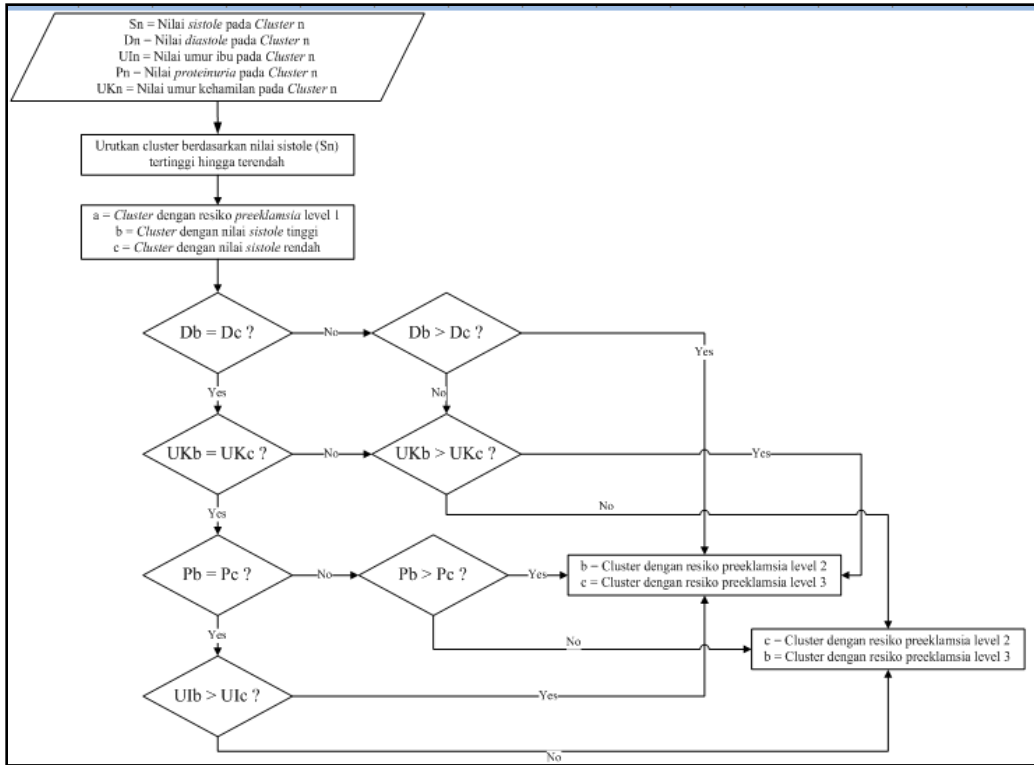 Sn = Nilai sistole pada Cluster n
Dn = Nilai diastole pada Cluster n
UIn = Nilai umur ibu pada Cluster n
Pn = Nilai proteinuria pada Cluster n
UKn = Nilai umur kehamilan pada Cluster n
Urutkan cluster berdasarkan nilai sistole (Sn)
tertinggi hingga terendah
a = Cluster dengan resiko preeklamsia level 1
b = Cluster dengan nilai sistole tinggi
c = Cluster dengan nilai sistole rendah
Db = Dc ?
No
Db > Dc ?
Yes
Yes
No
UKb = UKc ?
No
UKb > UKc ?
Yes
No
Yes
Pb = Pc ?
No
Pb > Pc ?
Yes
b = Cluster dengan resiko preeklamsia level 2
c = Cluster dengan resiko preeklamsia level 3
Yes
No
c = Cluster dengan resiko preeklamsia level 2
b = Cluster dengan resiko preeklamsia level 3
UIb > UIc ?
Yes
No